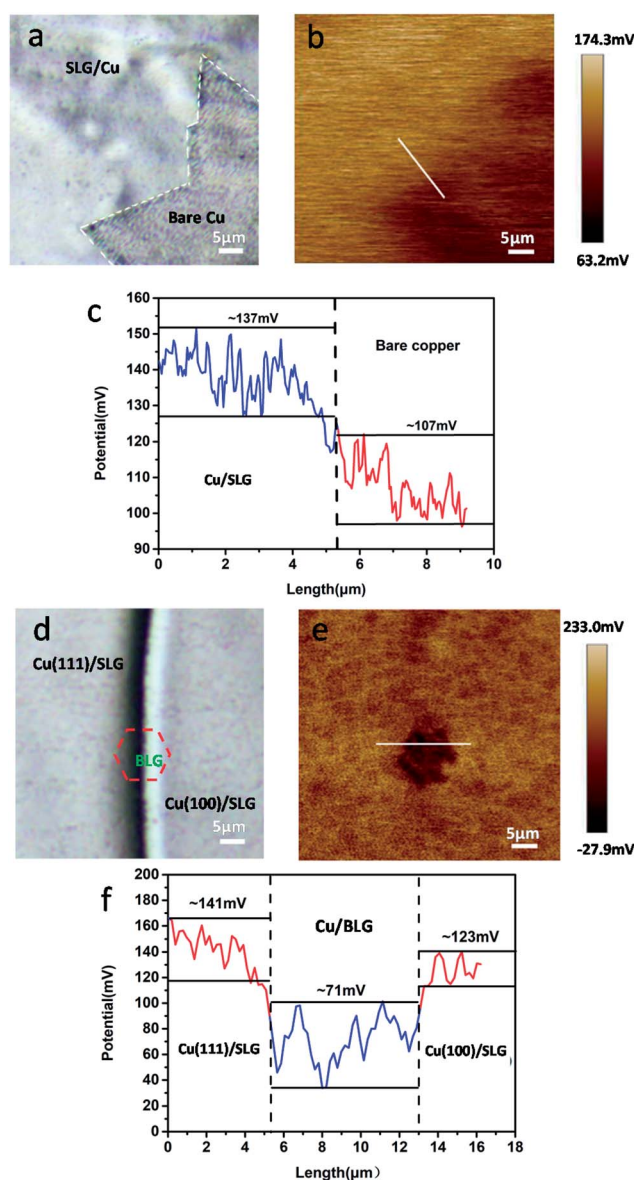 a
SLG/Cu
Bare Cu
5μm
b
5μm
174.3mV
63.2mV
c
160
150
140
130
120
110
100
90
Potential(mV)
~137mV
Bare copper
~107mV
Cu/SLG
0 2 4 6 8 10
Length(μm)
d
Cu(111)/SLG
BLG
Cu(100)/SLG
5μm
e
5μm
233.0mV
-27.9mV
f
200
180
160
140
120
100
80
60
40
20
0
Potential(mV)
~141mV
Cu/BLG
~123mV
~71mV
Cu(111)/SLG
Cu(100)/SLG
0 2 4 6 8 10 12 14 16 18
Length(μm)